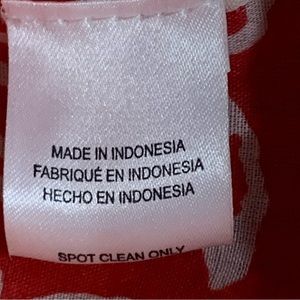 MADE IN INDONESIA
FABRIQUÉ EN INDONESIA
HECHO EN INDONESIA
SPOT CLEAN ONLY